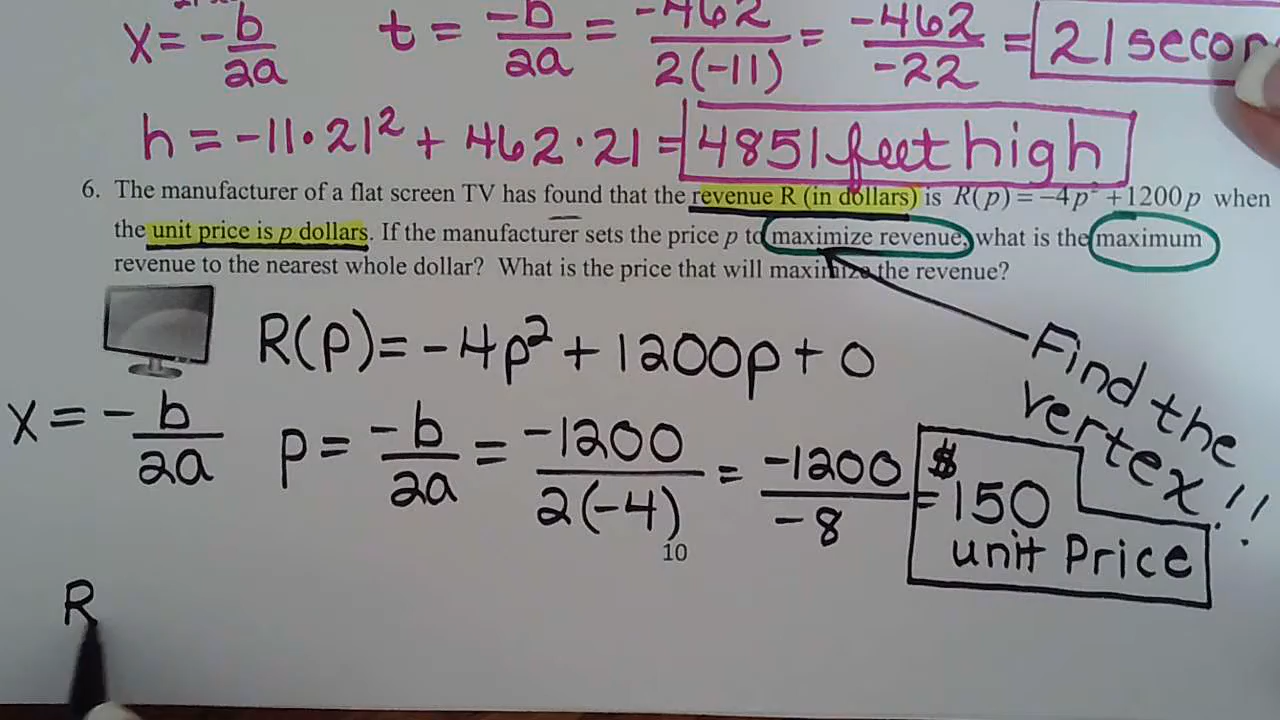 x = -b/2a t = -b/2a = -462/2(-11) = -462/-22 = 21 secon
h = -11·21² + 462·21 = 4851 feet high
6. The manufacturer of a flat screen TV has found that the revenue R (in dollars) is R(p) = -4p² + 1200p when
the unit price is p dollars. If the manufacturer sets the price p to maximize revenue, what is the maximum
revenue to the nearest whole dollar? What is the price that will maximize the revenue?
R(p) = -4p² + 1200p + 0
Find the
vertex!!
x = -b/2a p = -b/2a = -1200/2(-4) = -1200/-8 = $150
unit Price
10
R